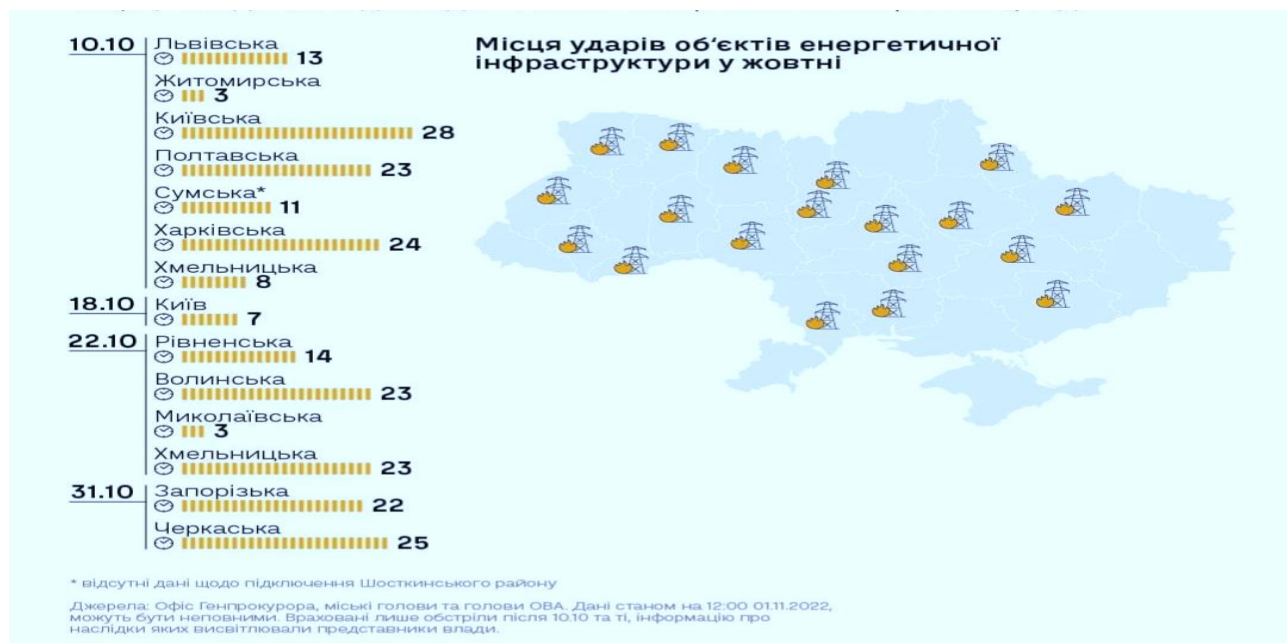 10.10
Львівська
13
Житомирська
3
Київська
28
Полтавська
23
Сумська*
11
Харківська
24
Хмельницька
8
18.10
Київ
7
22.10
Рівненська
14
Волинська
23
Миколаївська
3
Хмельницька
23
31.10
Запорізька
22
Черкаська
25
Місця ударів об‘єктів енергетичної
інфраструктури у жовтні
* відсутні дані щодо підключення Шосткинського району
Джерела: Офіс Генпрокурора, міські голови та голови ОВА. Дані станом на 12:00 01.11.2022,
можуть бути неповними. Враховані лише обстріли після 10.10 та ті, інформацію про
наслідки яких висвітлювали представники влади.